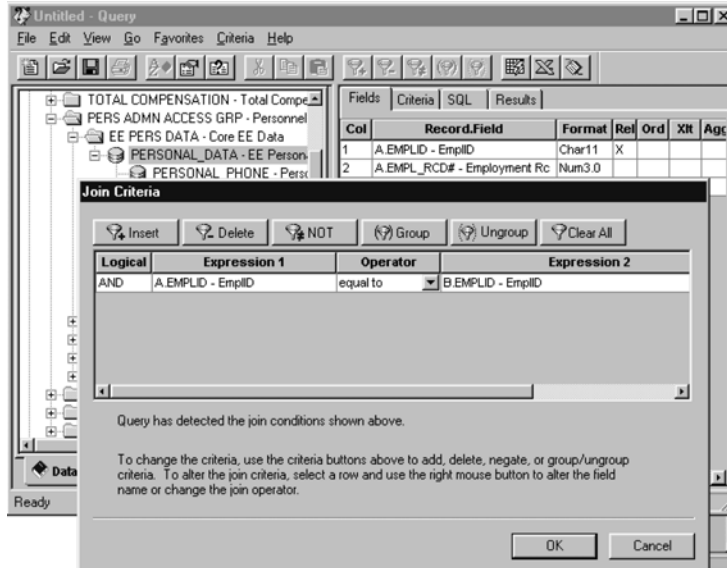 Untitled - Query
File Edit View Go Favorites Criteria Help
TOTAL COMPENSATION - Total Compe
PERS ADMN ACCESS GRP - Personnel
EE PERS DATA - Core EE Data
PERSONAL_DATA - EE Person
PERSONAL_PHONE - Perso
Fields Criteria SQL Results
Col Record.Field Format Rel Ord Xlt Agg
1 A.EMPLID - EmplID Char11 X
2 A.EMPL_RCD# - Employment Rc Num3.0
Join Criteria
Insert Delete NOT Group Ungroup Clear All
Logical Expression 1 Operator Expression 2
AND A.EMPLID - EmplID equal to B.EMPLID - EmplID
Query has detected the join conditions shown above.
To change the criteria, use the criteria buttons above to add, delete, negate, or group/ungroup
criteria. To alter the join criteria, select a row and use the right mouse button to alter the field
name or change the join operator.
Data
Ready
OK Cancel